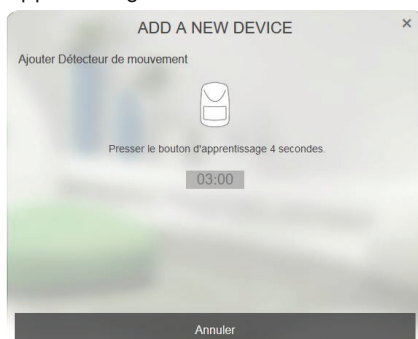 ADD A NEW DEVICE
×
Ajouter Détecteur de mouvement
Presser le bouton d'apprentissage 4 secondes.
03:00
Annuler